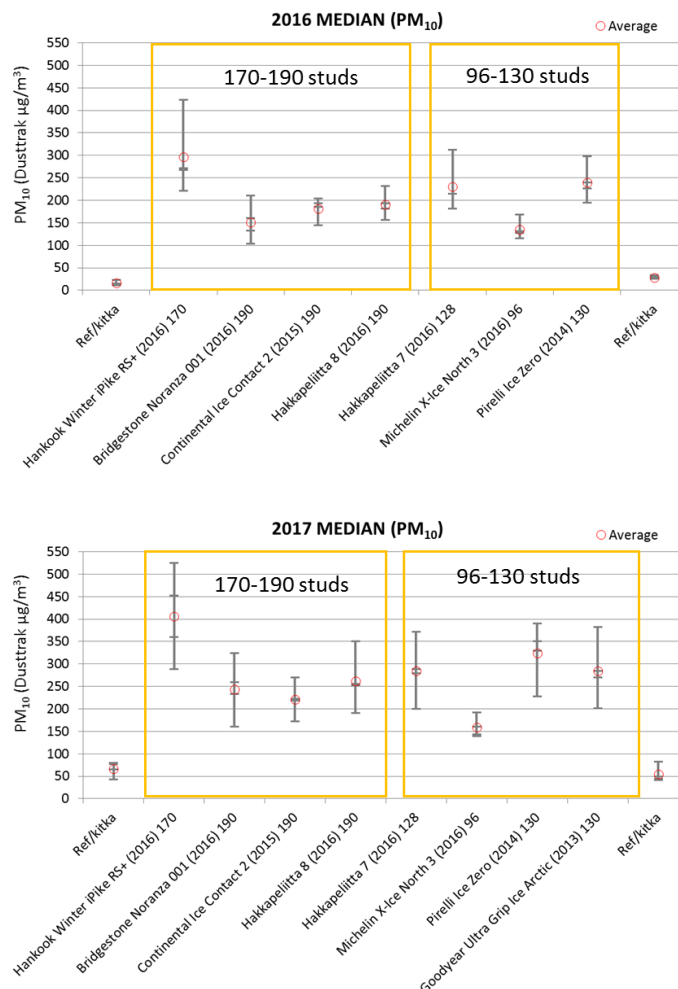 2016 MEDIAN (PM10)
Average
550
500
450
400
350
300
250
200
150
100
50
0
PM10 (Dusttrak µg/m³)
170-190 studs
96-130 studs
Ref/kitka
Hankook Winter iPike RS+ (2016) 170
Bridgestone Noranza 001 (2016) 190
Continental Ice Contact 2 (2015) 190
Hakkapeliitta 8 (2016) 190
Hakkapeliitta 7 (2016) 128
Michelin X-Ice North 3 (2016) 96
Pirelli Ice Zero (2014) 130
Ref/kitka
2017 MEDIAN (PM10)
Average
550
500
450
400
350
300
250
200
150
100
50
0
PM10 (Dusttrak µg/m³)
170-190 studs
96-130 studs
Ref/kitka
Hankook Winter iPike RS+ (2016) 170
Bridgestone Noranza 001 (2016) 190
Continental Ice Contact 2 (2015) 190
Hakkapeliitta 8 (2016) 190
Hakkapeliitta 7 (2016) 128
Michelin X-Ice North 3 (2016) 96
Pirelli Ice Zero (2014) 130
Goodyear Ultra Grip Ice Arctic (2013) 130
Ref/kitka